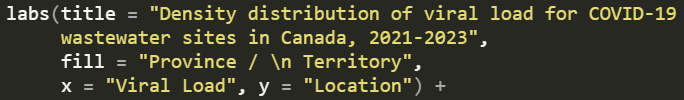 labs(title = "Density distribution of viral load for COVID-19
wastewater sites in Canada, 2021-2023",
fill = "Province / \n Territory",
x = "Viral Load", y = "Location") +